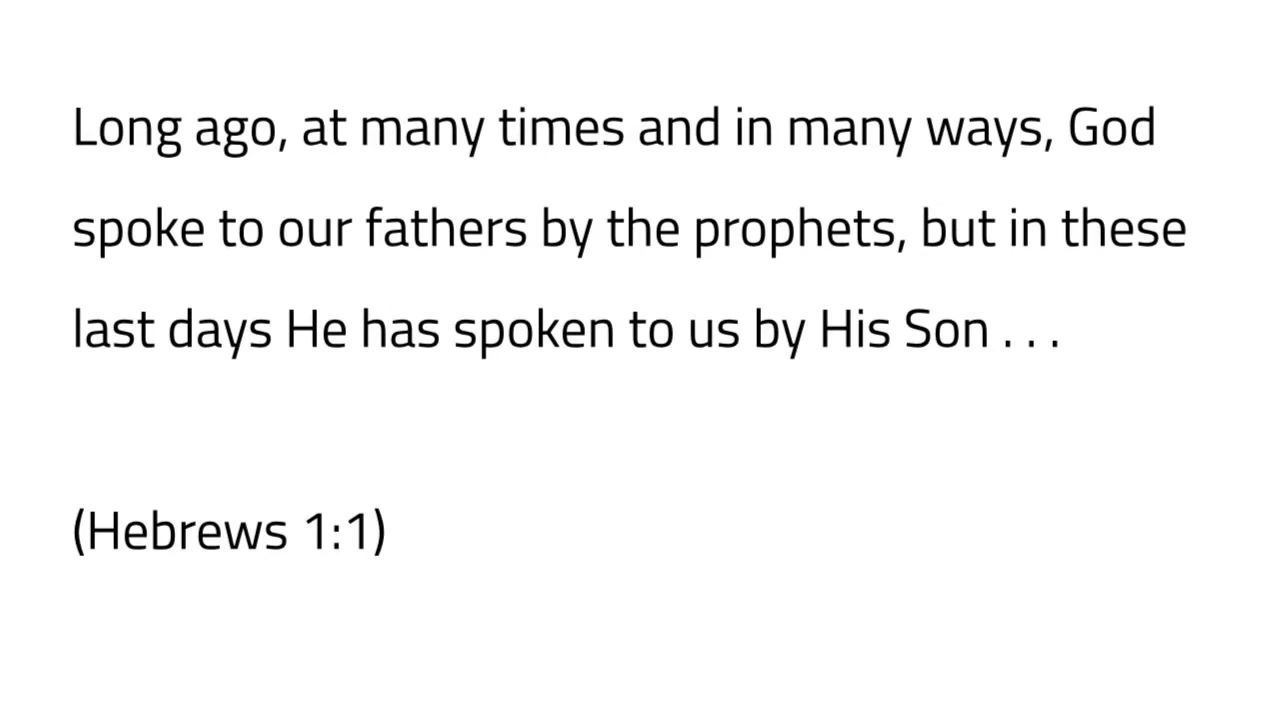 Long ago, at many times and in many ways, God
spoke to our fathers by the prophets, but in these
last days He has spoken to us by His Son . . .
(Hebrews 1:1)